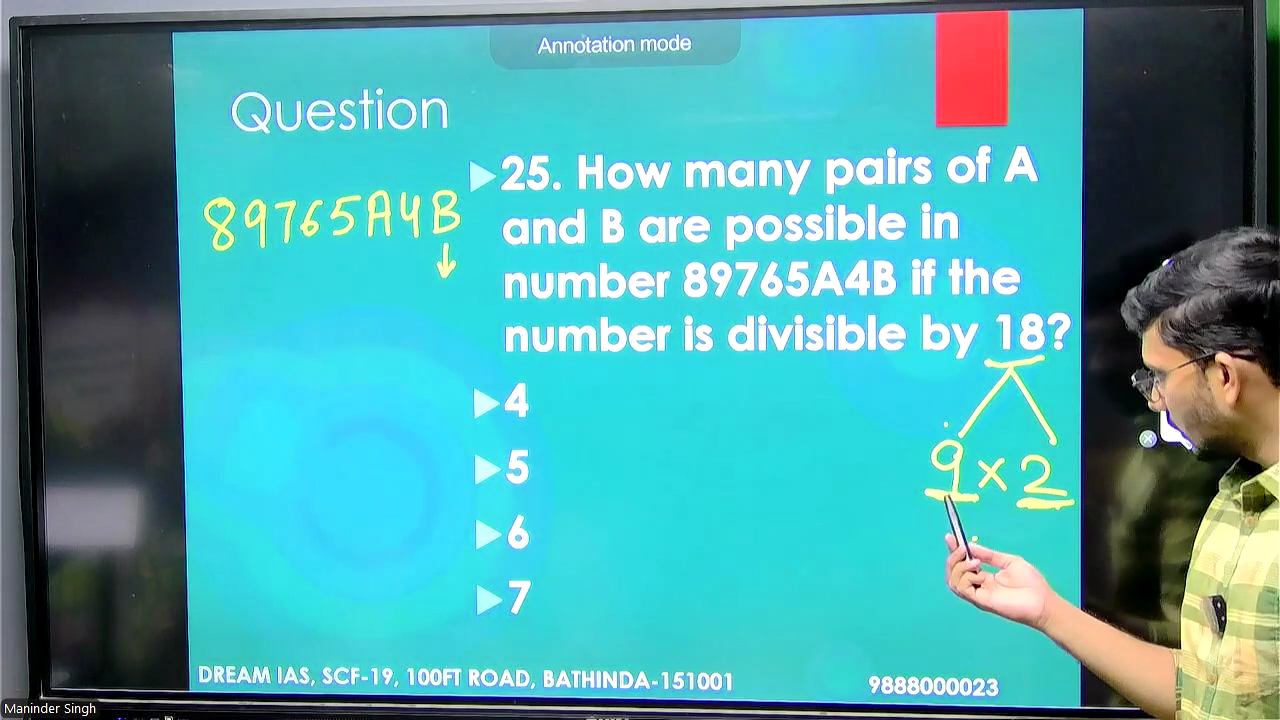 Annotation mode
Question
25. How many pairs of A
and B are possible in
number 89765A4B if the
number is divisible by 18?
89765A4B
4
5
6
7
9 × 2
DREAM IAS, SCF-19, 100FT ROAD, BATHINDA-151001
9888000023
Maninder Singh